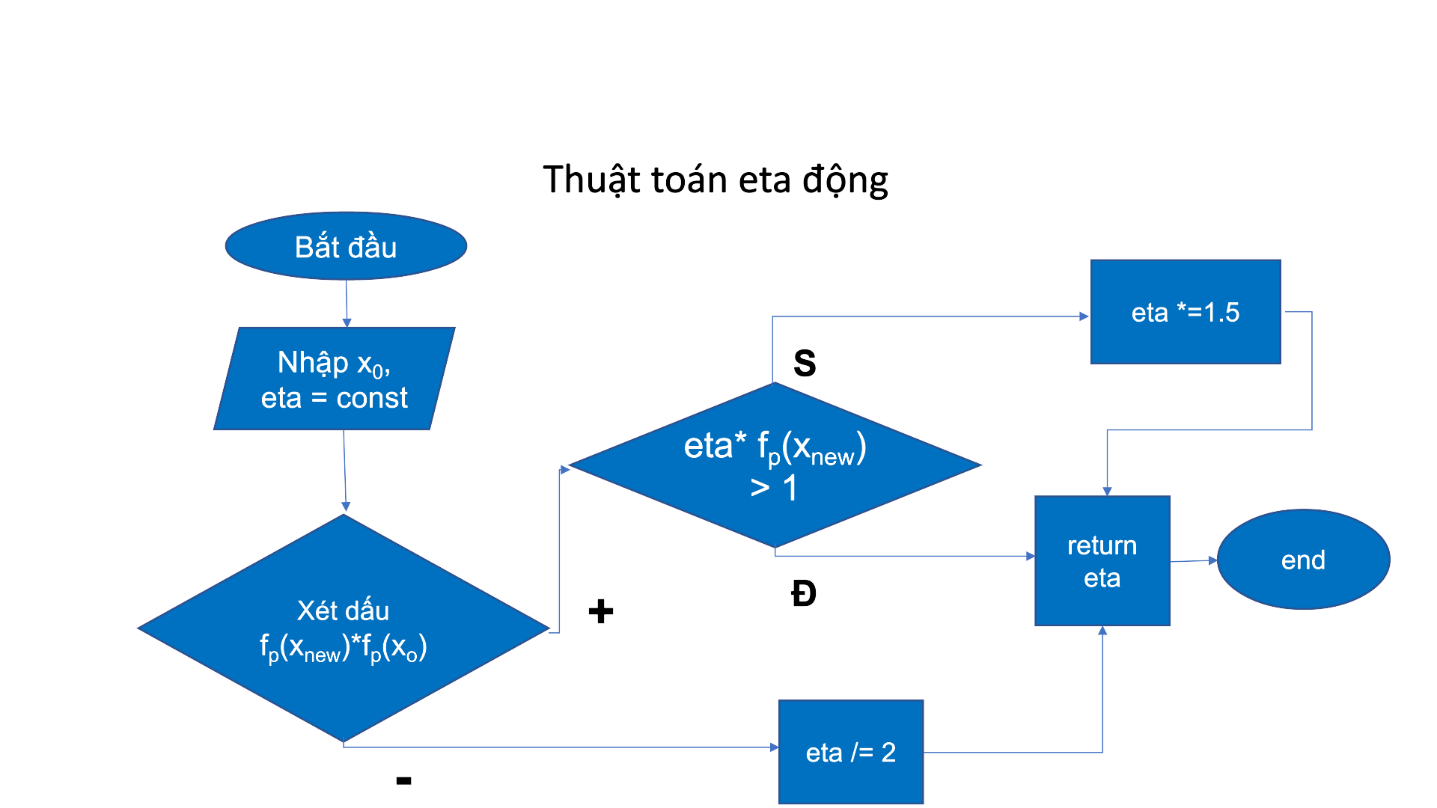 Thuật toán eta động
Bắt đầu
Nhập x₀,
eta = const
Xét dấu
fₚ(xₙₑw)*fₚ(xₒ)
+
-
eta* fₚ(xₙₑw)
> 1
S
Đ
eta *=1.5
eta /= 2
return
eta
end